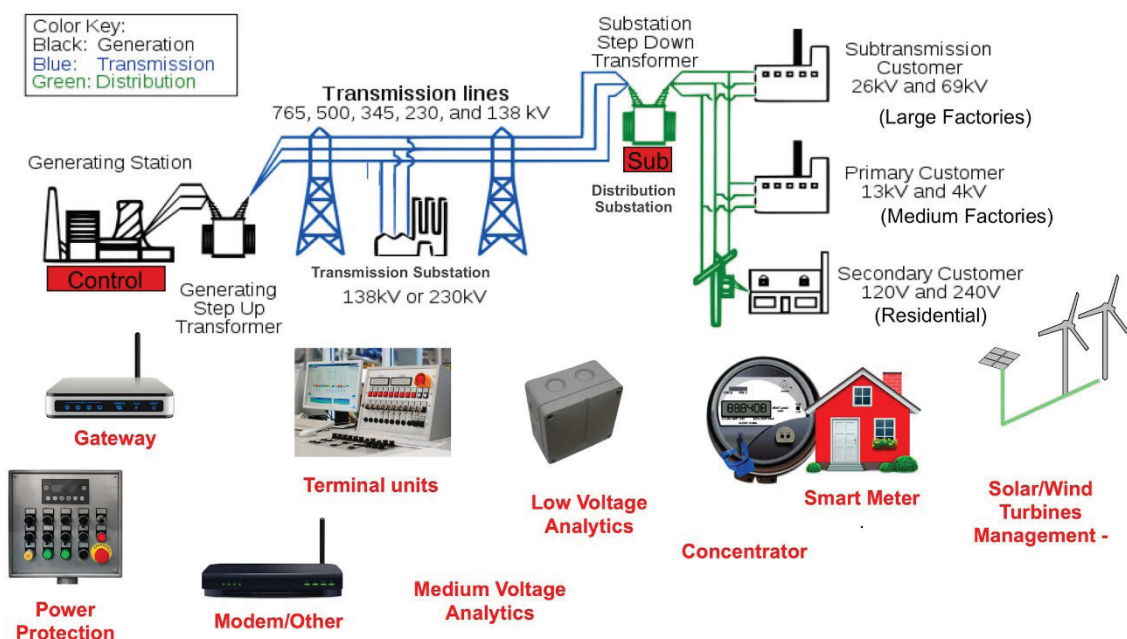 Color Key:
Black: Generation
Blue: Transmission
Green: Distribution
Substation
Step Down
Transformer
Subtransmission
Customer
26kV and 69kV
(Large Factories)
Transmission lines
765, 500, 345, 230, and 138 kV
Generating Station
Sub
Distribution
Substation
Primary Customer
13kV and 4kV
(Medium Factories)
Control
Transmission Substation
138kV or 230kV
Generating
Step Up
Transformer
Secondary Customer
120V and 240V
(Residential)
Gateway
Terminal units
Low Voltage
Analytics
Smart Meter
Concentrator
Solar/Wind
Turbines
Management -
Power
Protection
Modem/Other
Medium Voltage
Analytics